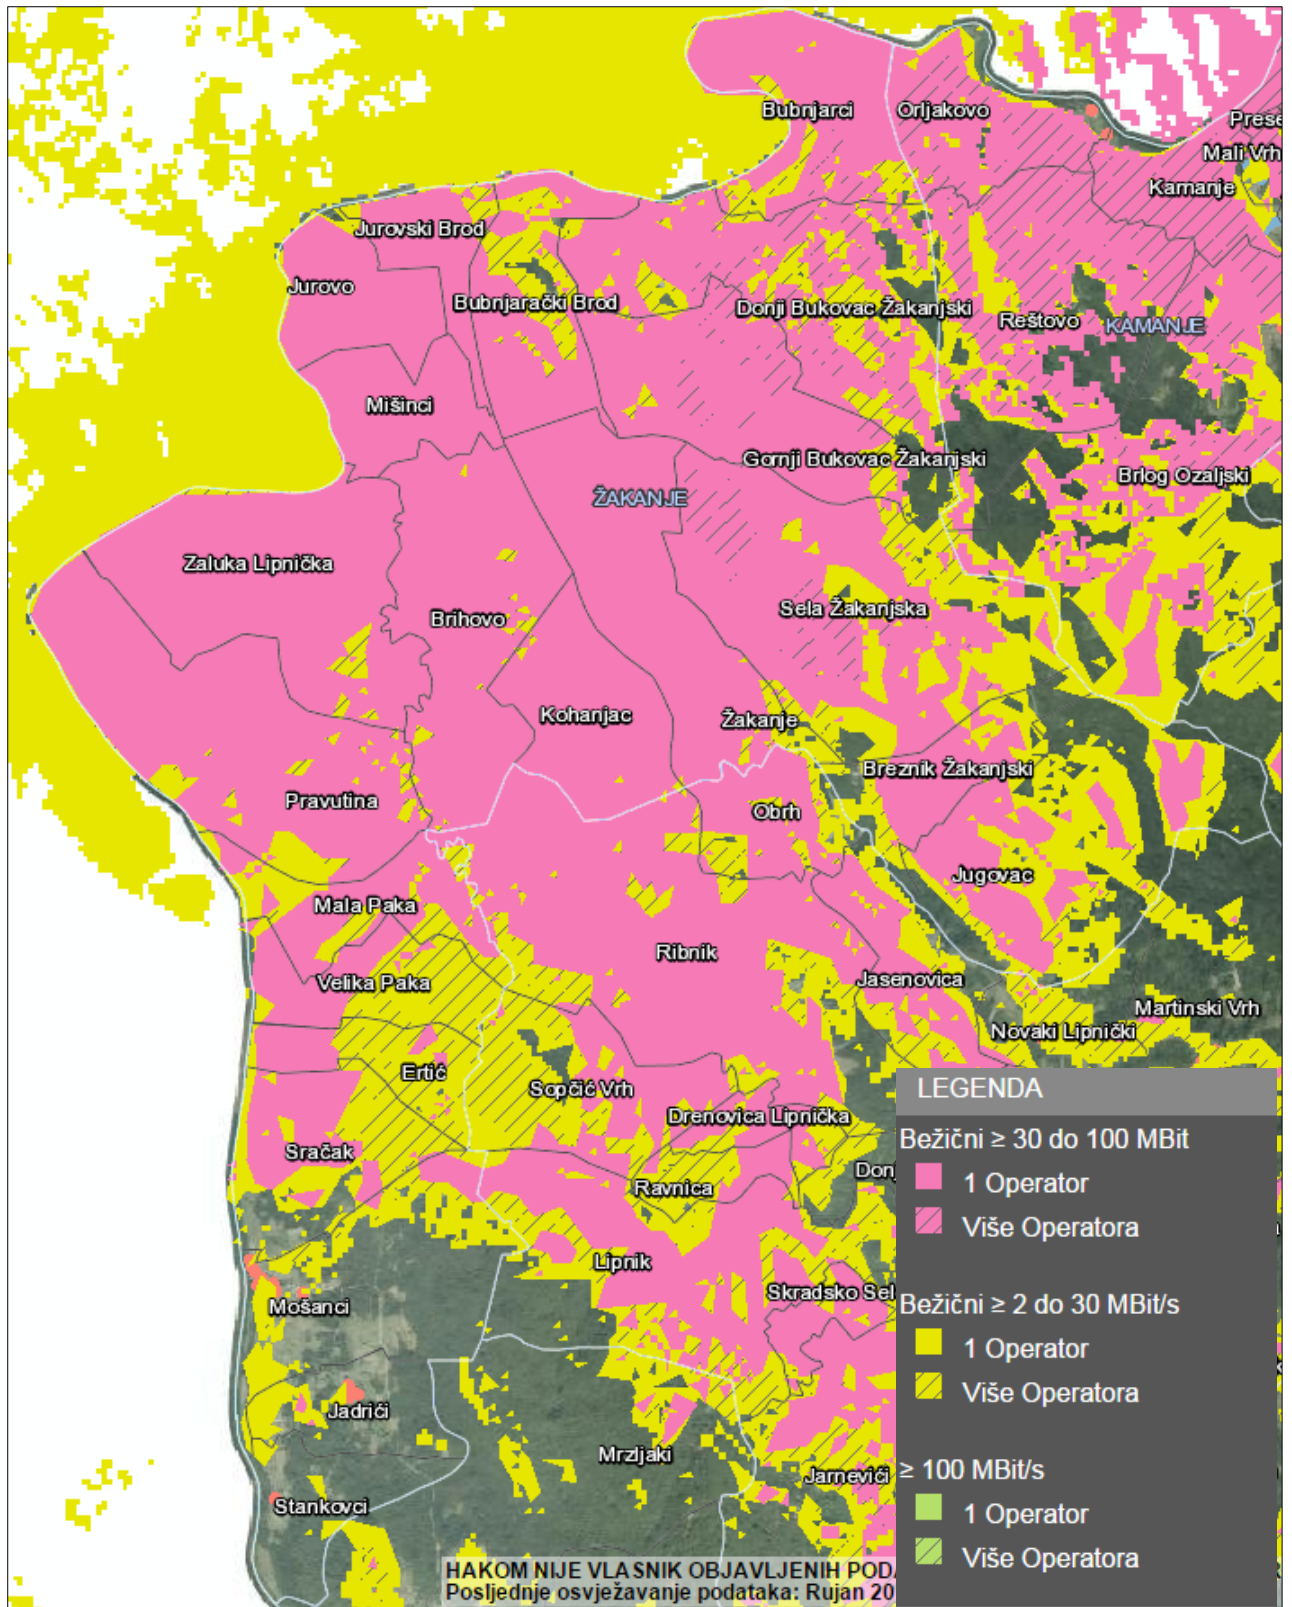 Bubnjarci
Orljakovo
Mali Vrh
Kamanje
Jurovski Brod
Jurovo
Bubnjarački Brod
Donji Bukovac Žakanjski
Reštovo
KAMANJE
Mišinci
Gornji Bukovac Žakanjski
Brlog Ozaljski
ŽAKANJE
Zaluka Lipnička
Brihovo
Sela Žakanjska
Kohanjac
Žakanje
Breznik Žakanjski
Pravutina
Obrh
Jugovac
Mala Paka
Ribnik
Velika Paka
Jasenovica
Martinski Vrh
Novaki Lipnički
Ertić
Sopčić Vrh
Drenovica Lipnička
Sračak
Ravnica
Lipnik
Skradsko Sel
Mošanci
Jadrići
Mrzljaki
Jarnevići
Stankovci
LEGENDA
Bežični ≥ 30 do 100 MBit
1 Operator
Više Operatora
Bežični ≥ 2 do 30 MBit/s
1 Operator
Više Operatora
≥ 100 MBit/s
1 Operator
Više Operatora
HAKOM NIJE VLASNIK OBJAVLJENIH PODA
Posljednje osvježavanje podataka: Rujan 20